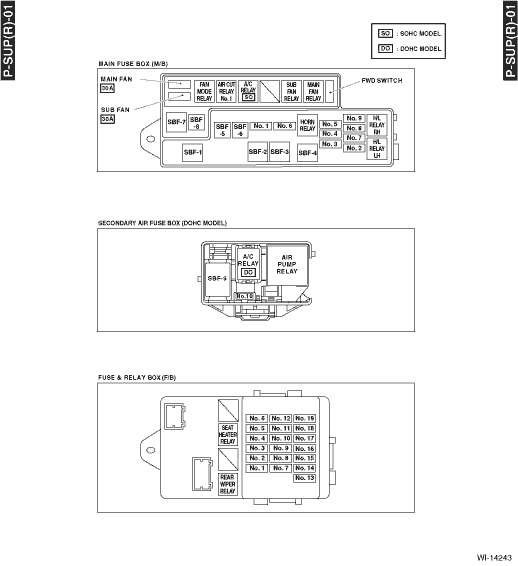 P-SUP(R)-01
P-SUP(R)-01
SO : SOHC MODEL
DO : DOHC MODEL
MAIN FUSE BOX (M/B)
MAIN FAN
30A
SUB FAN
30A
FAN MODE RELAY
AIR CUT RELAY No.1
A/C RELAY SO
SUB FAN RELAY
MAIN FAN RELAY
FWD SWITCH
SBF-7
SBF -8
SBF -5
SBF -6
No. 1
No. 6
HORN RELAY
No. 5
No. 4
No. 3
No. 9
No. 8
No. 7
No. 2
H/L RELAY RH
H/L RELAY LH
SBF-1
SBF-2
SBF-3
SBF-4
SECONDARY AIR FUSE BOX (DOHC MODEL)
SBF-9
A/C RELAY
DO
AIR PUMP RELAY
No.19
FUSE & RELAY BOX (F/B)
SEAT HEATER RELAY
REAR WIPER RELAY
No. 6 No. 12 No. 19
No. 5 No. 11 No. 18
No. 4 No. 10 No. 17
No. 3 No. 9 No. 16
No. 2 No. 8 No. 15
No. 1 No. 7 No. 14
No. 13
WI-14243